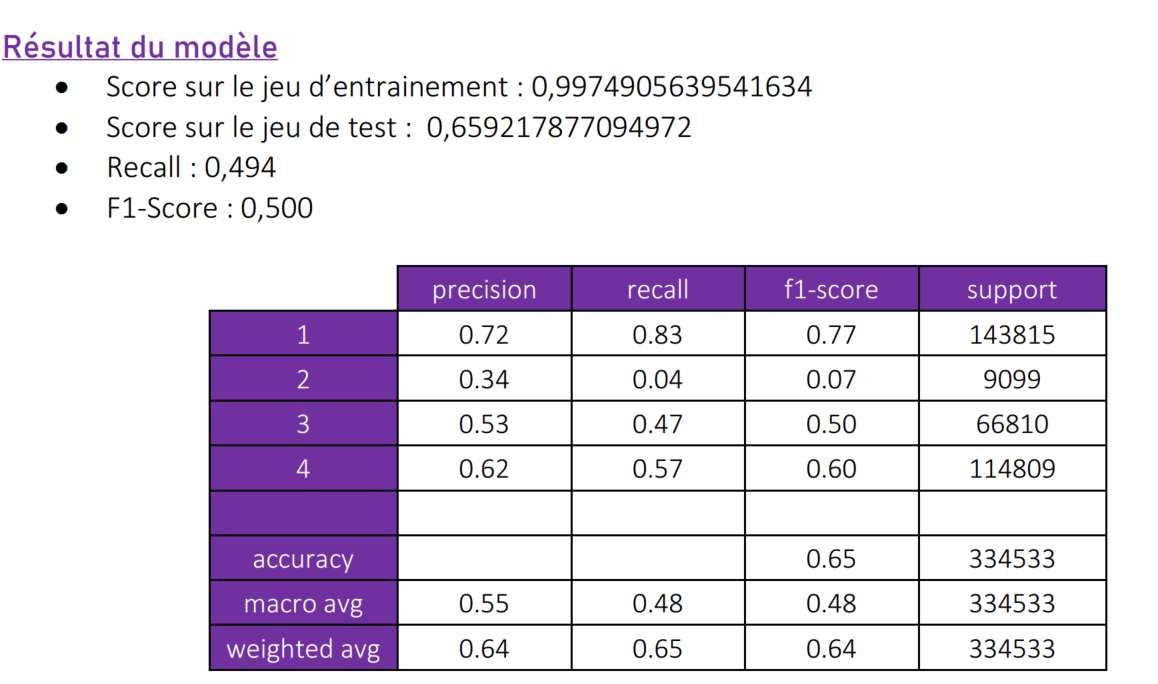 Résultat du modèle
• Score sur le jeu d’entrainement : 0,9974905639541634
• Score sur le jeu de test : 0,659217877094972
• Recall : 0,494
• F1-Score : 0,500
precision recall f1-score support
1 0.72 0.83 0.77 143815
2 0.34 0.04 0.07 9099
3 0.53 0.47 0.50 66810
4 0.62 0.57 0.60 114809
accuracy 0.65 334533
macro avg 0.55 0.48 0.48 334533
weighted avg 0.64 0.65 0.64 334533